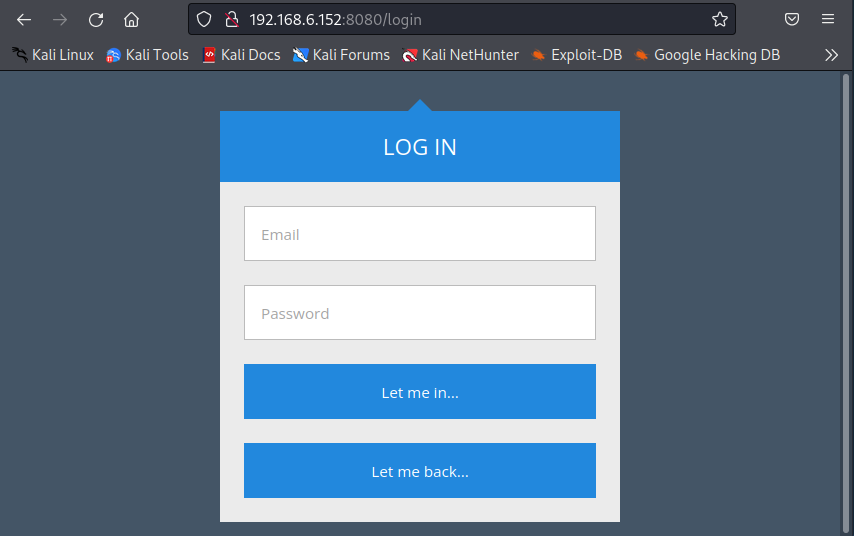 192.168.6.152:8080/login
Kali Linux Kali Tools Kali Docs Kali Forums Kali NetHunter Exploit-DB Google Hacking DB
LOG IN
Email
Password
Let me in...
Let me back...